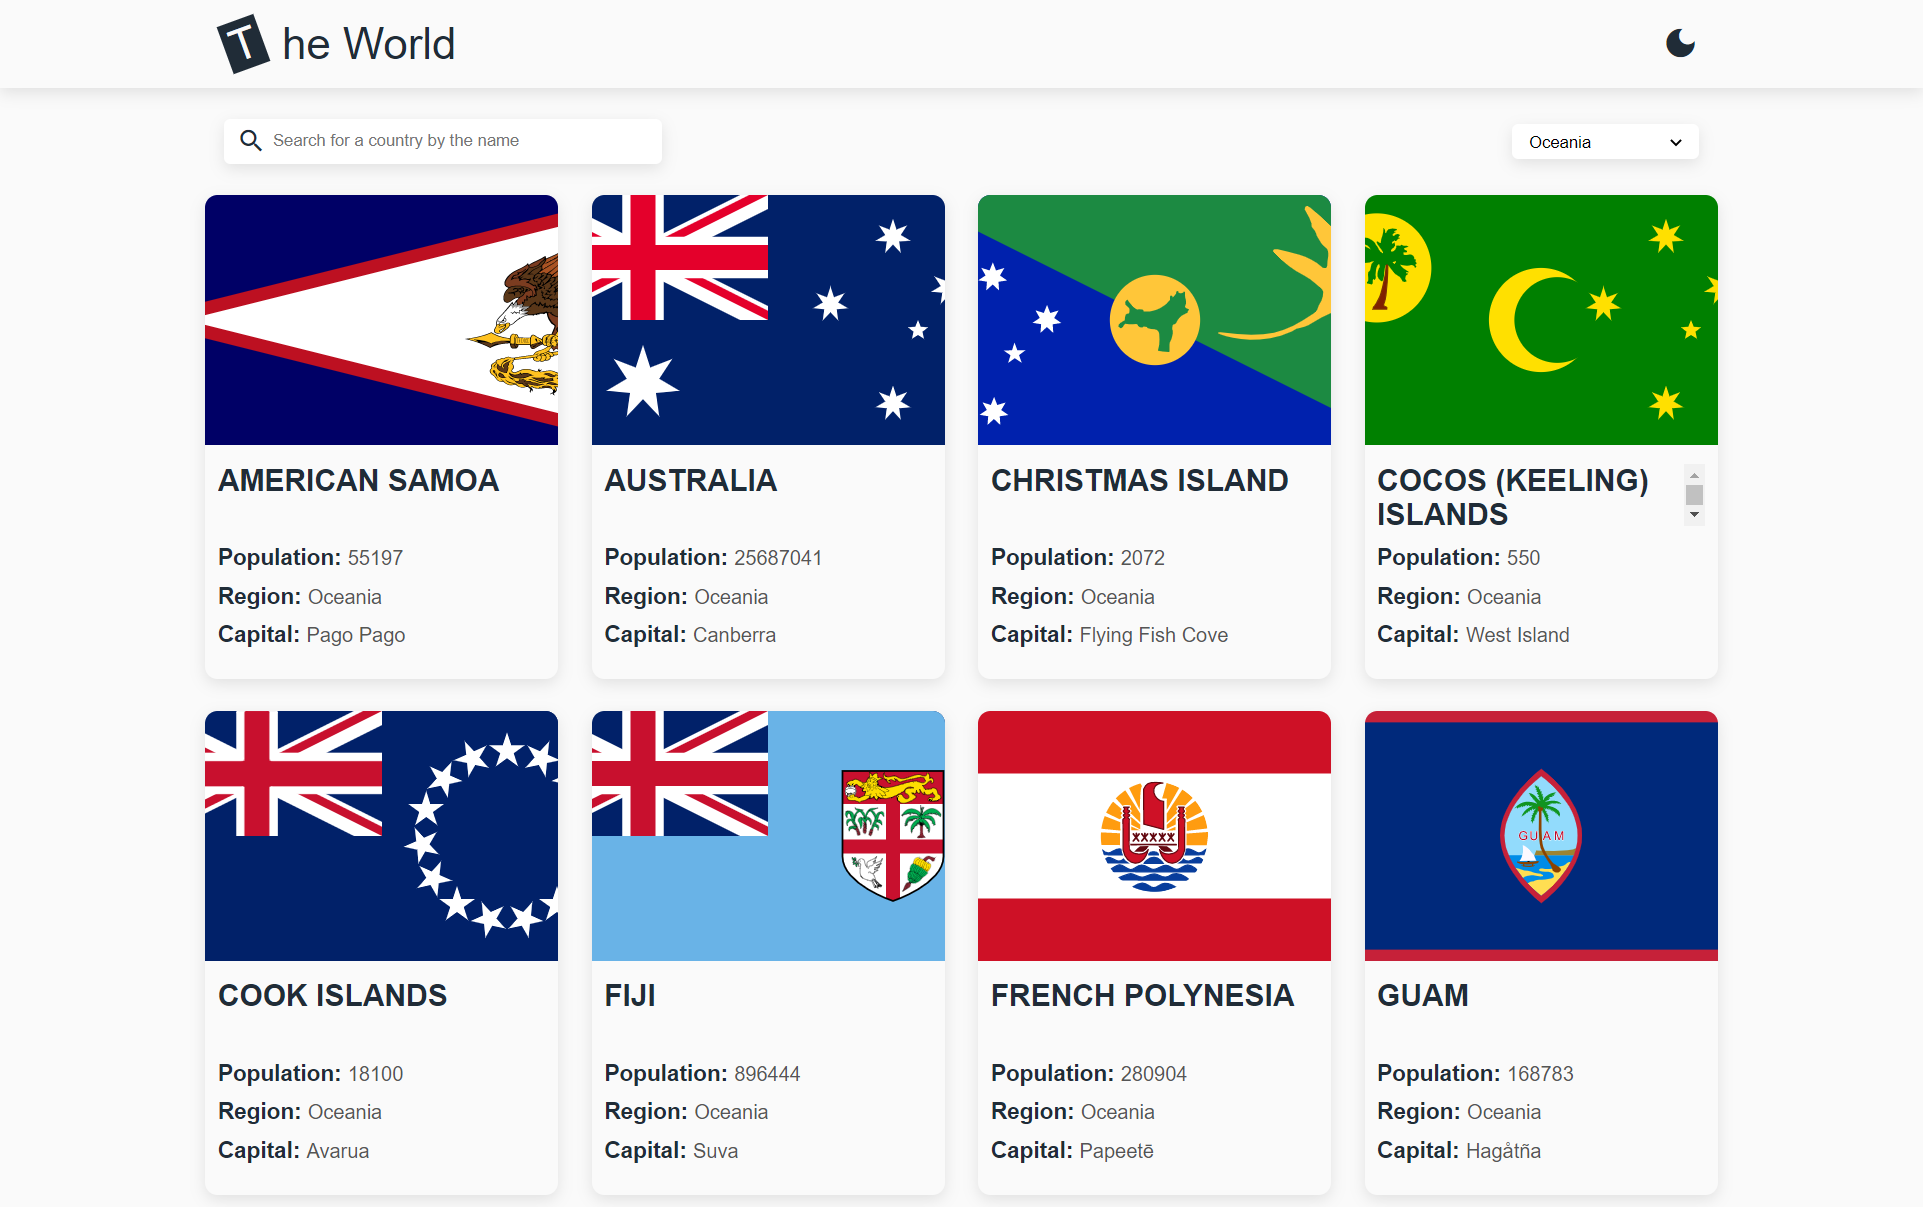 The World
Search for a country by the name
Oceania
AMERICAN SAMOA
Population: 55197
Region: Oceania
Capital: Pago Pago
AUSTRALIA
Population: 25687041
Region: Oceania
Capital: Canberra
CHRISTMAS ISLAND
Population: 2072
Region: Oceania
Capital: Flying Fish Cove
COCOS (KEELING)
ISLANDS
Population: 550
Region: Oceania
Capital: West Island
COOK ISLANDS
Population: 18100
Region: Oceania
Capital: Avarua
FIJI
Population: 896444
Region: Oceania
Capital: Suva
FRENCH POLYNESIA
Population: 280904
Region: Oceania
Capital: Papeetē
GUAM
GUAM
Population: 168783
Region: Oceania
Capital: Hagåtña